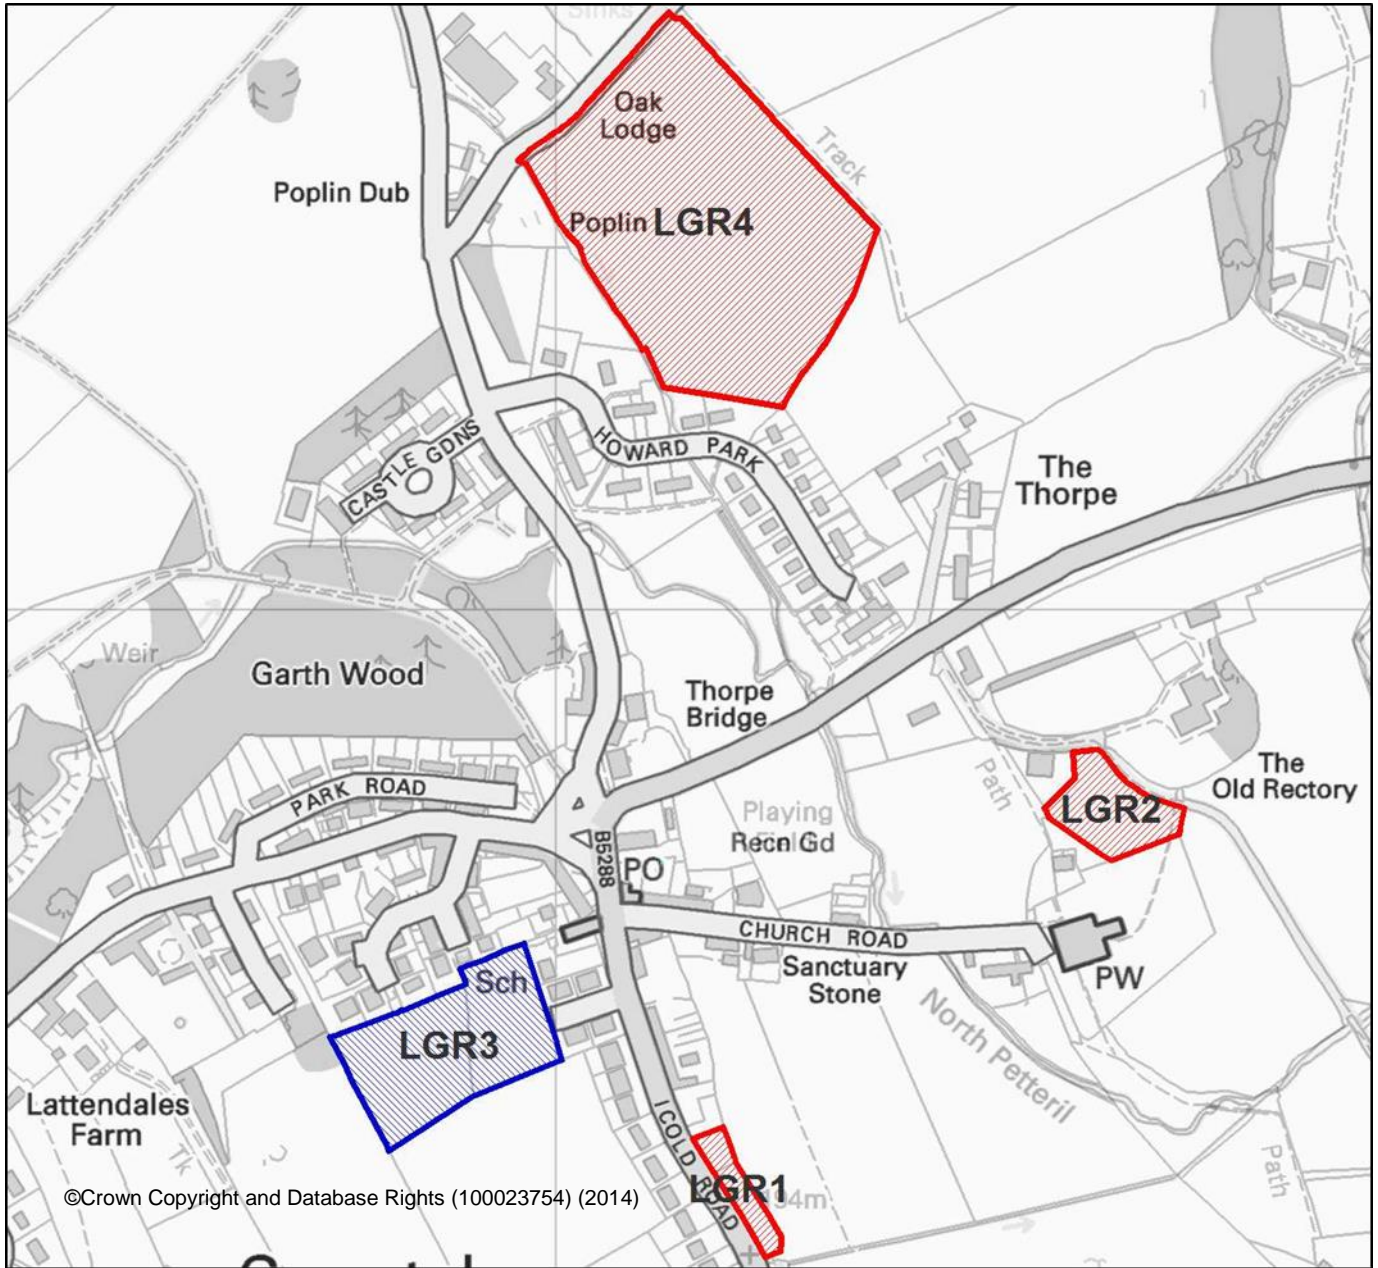 Sinks
Oak
Lodge
Track
Poplin Dub
Poplin LGR4
CASTLE GDNS
HOWARD PARK
The
Thorpe
Weir
Garth Wood
Thorpe
Bridge
Path
The
Old Rectory
LGR2
PARK ROAD
Playing
Recn Gd
B5288
PO
CHURCH ROAD
Sanctuary
Stone
PW
Sch
LGR3
North Petteril
Lattendales
Farm
Tk
ICOLD ROAD
LGR1
94m
Path
©Crown Copyright and Database Rights (100023754) (2014)